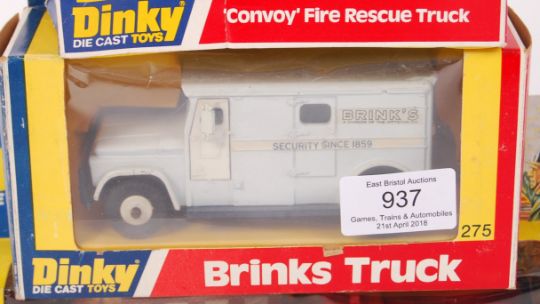 Dinky
DIE CAST TOYS
'Convoy' Fire Rescue Truck
BRINK'S
SECURITY SINCE 1859
East Bristol Auctions
937
Games, Trains & Automobiles
21st April 2018
275
Dinky
DIE CAST TOYS
Brinks Truck